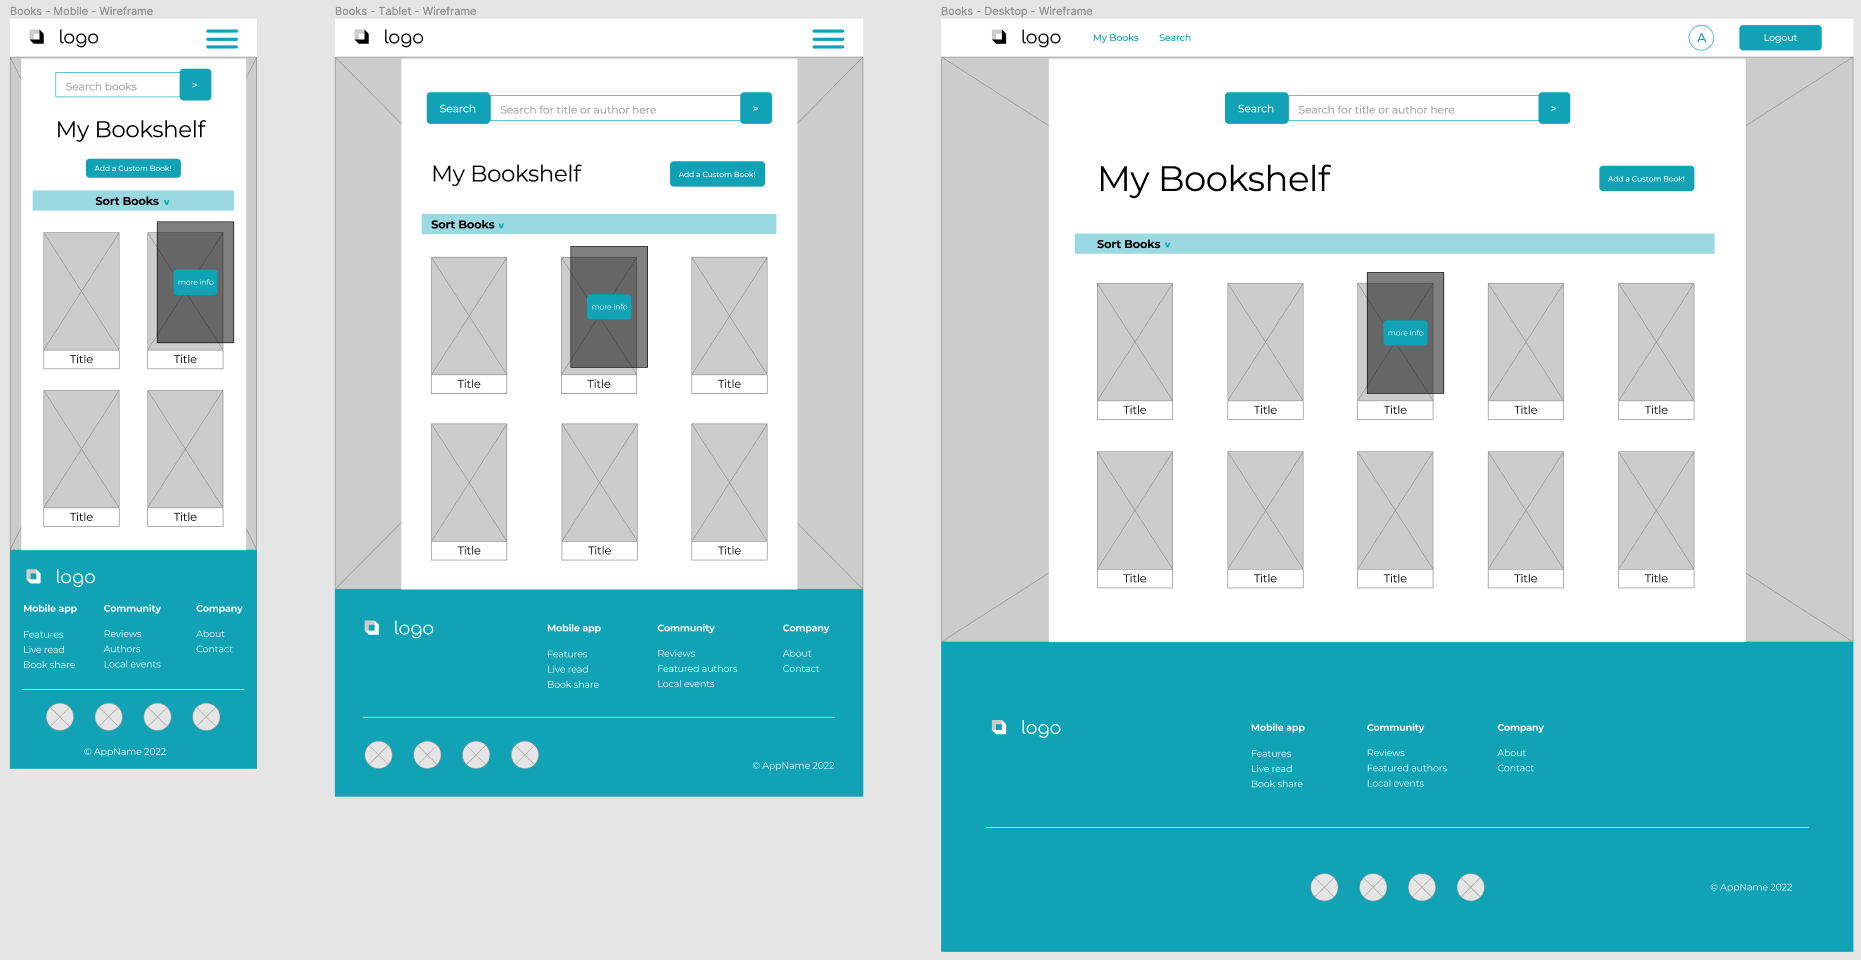 Books - Mobile - Wireframe
logo
Search books
>
My Bookshelf
Add a Custom Book!
Sort Books v
more info
Title Title
Title Title
logo
Mobile app Community Company
Features Reviews About
Live read Authors Contact
Book share Local events
© AppName 2022
Books - Tablet - Wireframe
logo
Search Search for title or author here >
My Bookshelf Add a Custom Book!
Sort Books v
more info
Title Title Title
Title Title Title
logo
Mobile app Community Company
Features Reviews About
Live read Featured authors Contact
Book share Local events
© AppName 2022
Books - Desktop - Wireframe
logo My Books Search A Logout
Search Search for title or author here >
My Bookshelf Add a Custom Book!
Sort Books v
more info
Title Title Title Title Title
Title Title Title Title Title
logo
Mobile app Community Company
Features Reviews About
Live read Featured authors Contact
Book share Local events
© AppName 2022